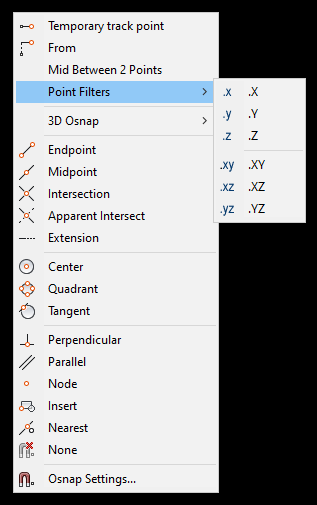 Temporary track point
From
Mid Between 2 Points
Point Filters
3D Osnap
Endpoint
Midpoint
Intersection
Apparent Intersect
Extension
Center
Quadrant
Tangent
Perpendicular
Parallel
Node
Insert
Nearest
None
Osnap Settings...
.x .X
.y .Y
.z .Z
.xy .XY
.xz .XZ
.yz .YZ